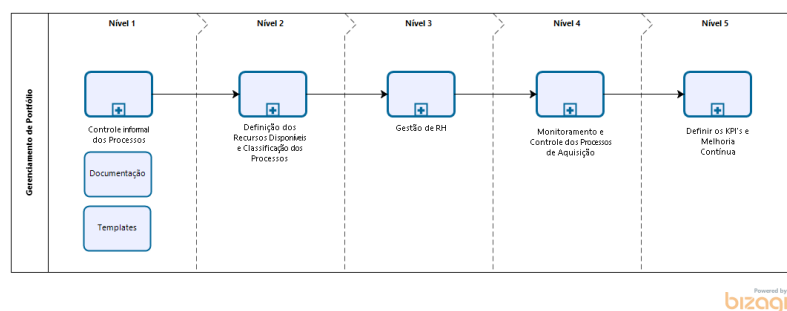 Nível 1
Nível 2
Nível 3
Nível 4
Nível 5
Gerenciamento de Portfólio
Controle informal
dos Processos
Documentação
Templates
Definição dos
Recursos Disponíveis
e Classificação dos
Processos
Gestão de RH
Monitoramento e
Controle dos Processos
de Aquisição
Definir os KPI's e
Melhoria
Contínua
Powered by
bizagi